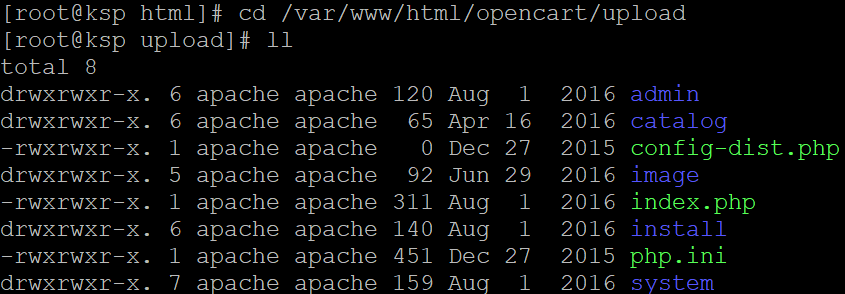 [root@ksp html]# cd /var/www/html/opencart/upload
[root@ksp upload]# ll
total 8
drwxrwxr-x. 6 apache apache 120 Aug  1  2016 admin
drwxrwxr-x. 6 apache apache  65 Apr 16  2016 catalog
-rwxrwxr-x. 1 apache apache   0 Dec 27  2015 config-dist.php
drwxrwxr-x. 5 apache apache  92 Jun 29  2016 image
-rwxrwxr-x. 1 apache apache 311 Aug  1  2016 index.php
drwxrwxr-x. 6 apache apache 140 Aug  1  2016 install
-rwxrwxr-x. 1 apache apache 451 Dec 27  2015 php.ini
drwxrwxr-x. 7 apache apache 159 Aug  1  2016 system